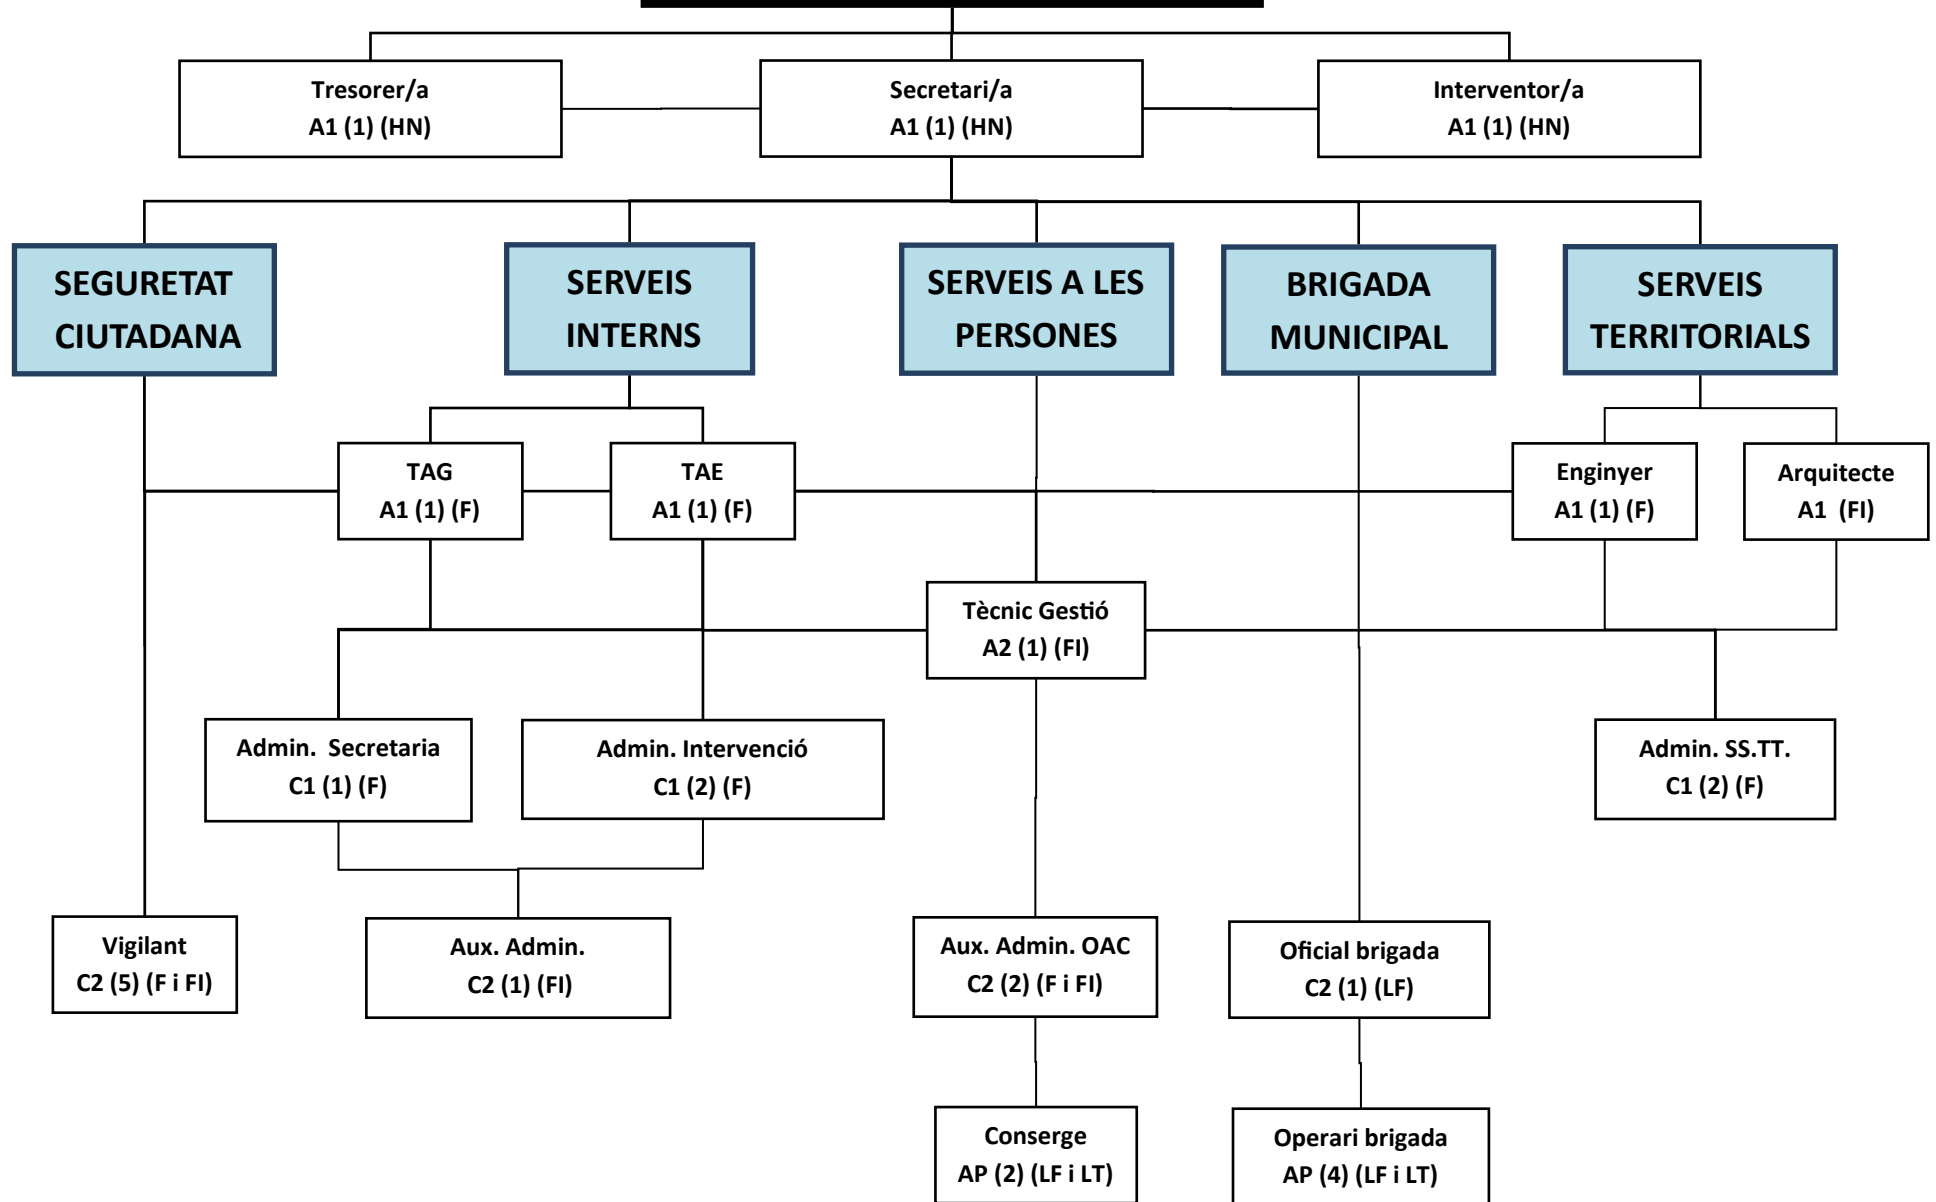 Tresorer/a
A1 (1) (HN)
Secretari/a
A1 (1) (HN)
Interventor/a
A1 (1) (HN)
SEGURETAT
CIUTADANA
SERVEIS
INTERNS
SERVEIS A LES
PERSONES
BRIGADA
MUNICIPAL
SERVEIS
TERRITORIALS
TAG
A1 (1) (F)
TAE
A1 (1) (F)
Enginyer
A1 (1) (F)
Arquitecte
A1 (FI)
Tècnic Gestió
A2 (1) (FI)
Admin. Secretaria
C1 (1) (F)
Admin. Intervenció
C1 (2) (F)
Admin. SS.TT.
C1 (2) (F)
Vigilant
C2 (5) (F i FI)
Aux. Admin.
C2 (1) (FI)
Aux. Admin. OAC
C2 (2) (F i FI)
Oficial brigada
C2 (1) (LF)
Conserge
AP (2) (LF i LT)
Operari brigada
AP (4) (LF i LT)